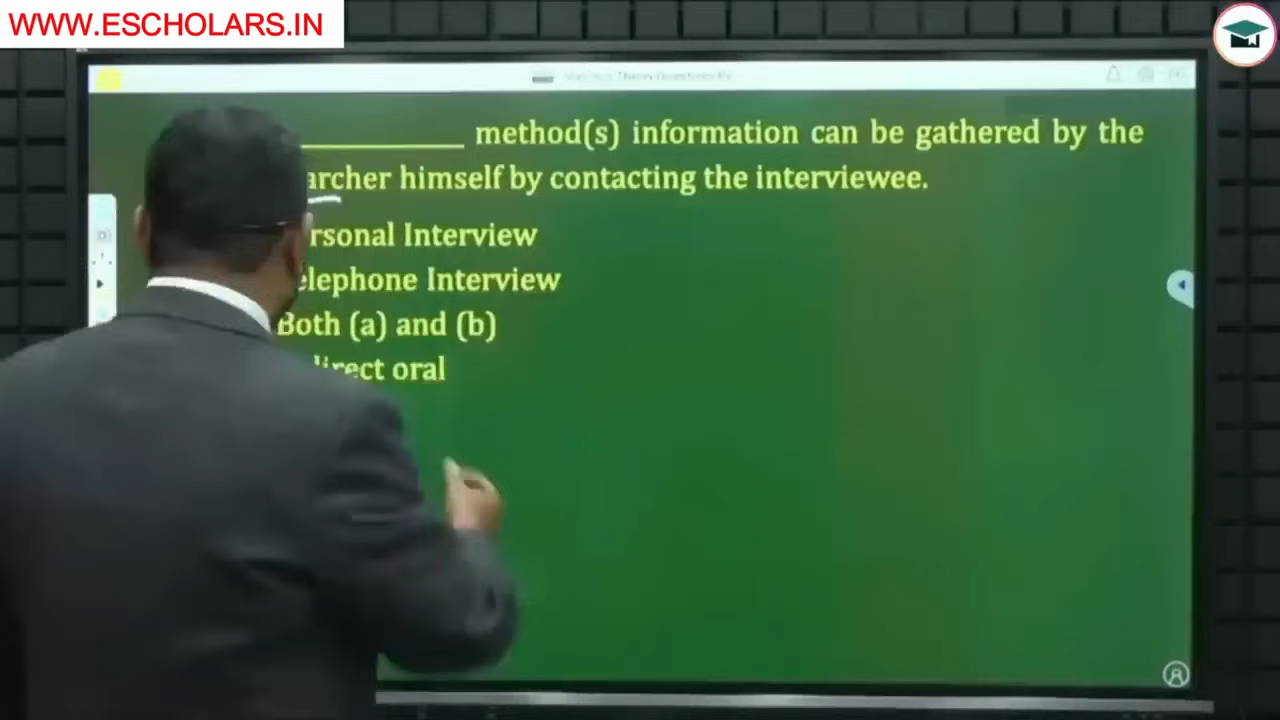 WWW.ESCHOLARS.IN
method(s) information can be gathered by the
archer himself by contacting the interviewee.
rsonal Interview
elephone Interview
Both (a) and (b)
direct oral